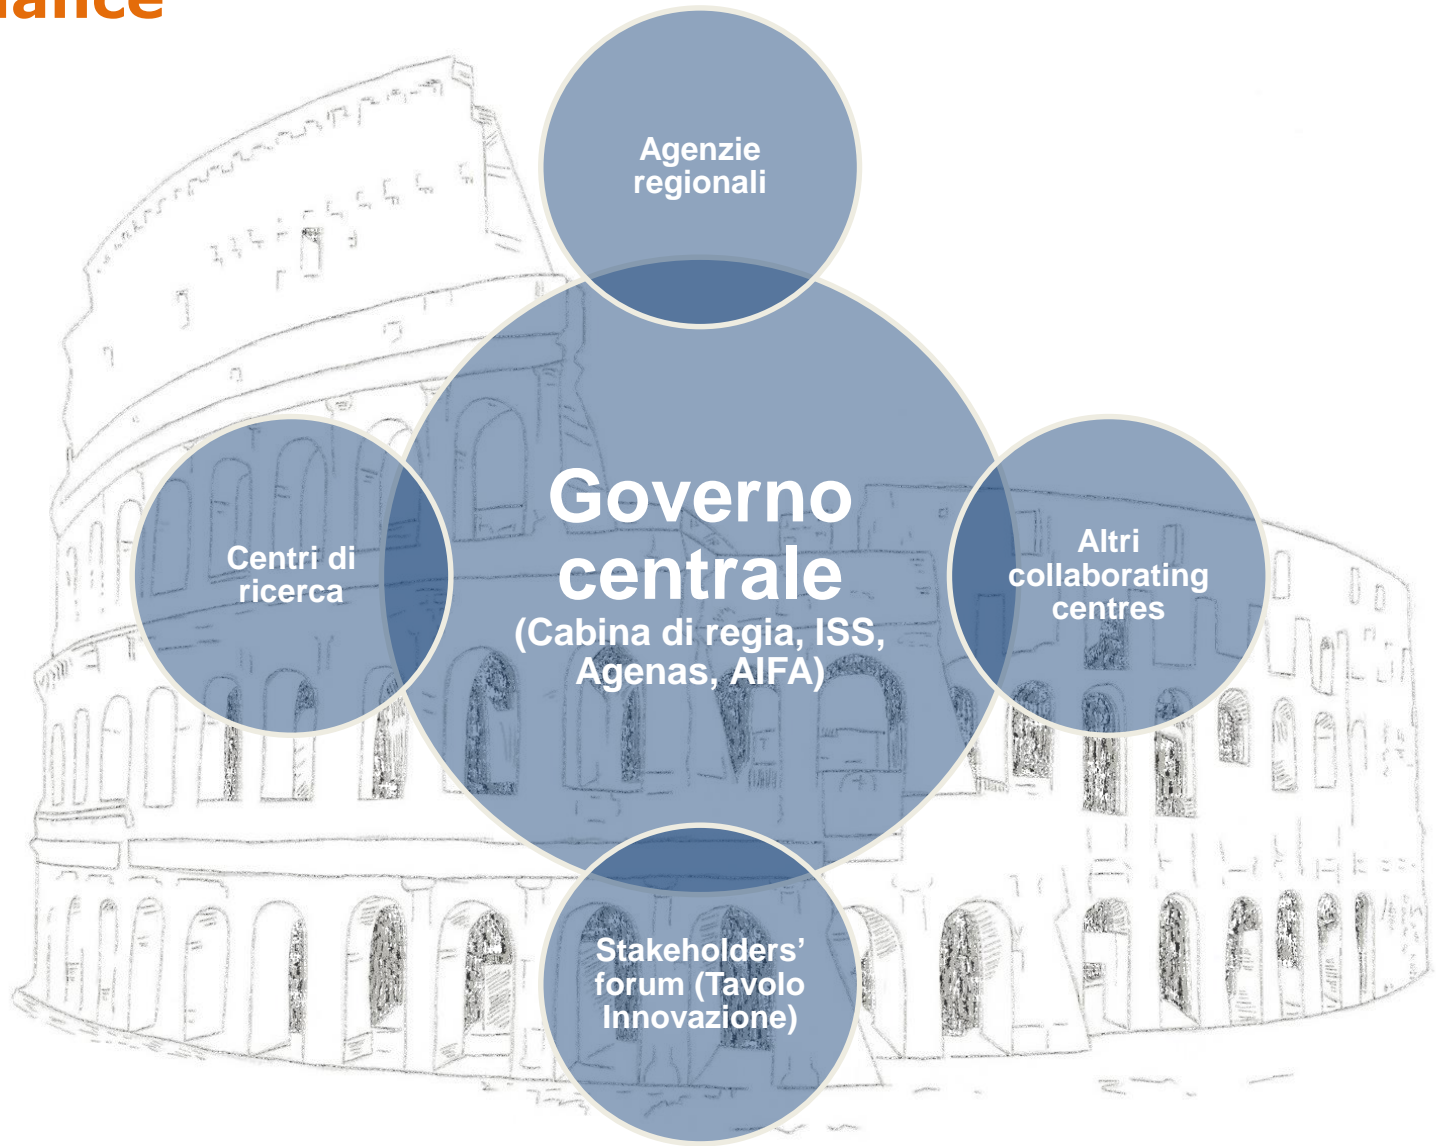 Agenzie
regionali
Governo
centrale
(Cabina di regia, ISS,
Agenas, AIFA)
Centri di
ricerca
Altri
collaborating
centres
Stakeholders’
forum (Tavolo
Innovazione)